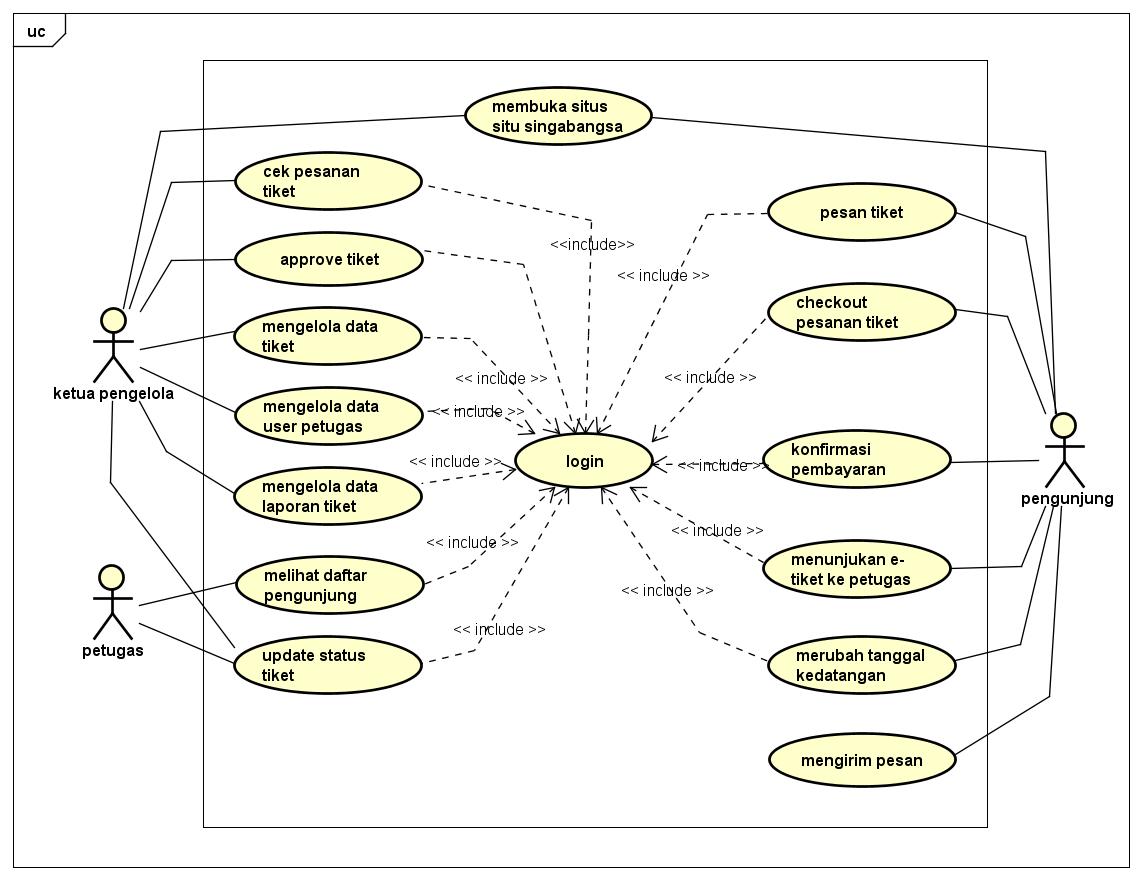 uc
membuka situs
situ singabangsa
cek pesanan
tiket
pesan tiket
<<include>>
approve tiket
<< include >>
checkout
pesanan tiket
mengelola data
tiket
<< include >>
<< include >>
ketua pengelola
mengelola data
user petugas
<< include >>
login
konfirmasi
pembayaran
<< include >>
<< include >>
pengunjung
mengelola data
laporan tiket
<< include >>
<< include >>
menunjukan e-
tiket ke petugas
melihat daftar
pengunjung
<< include >>
petugas
<< include >>
update status
tiket
merubah tanggal
kedatangan
mengirim pesan